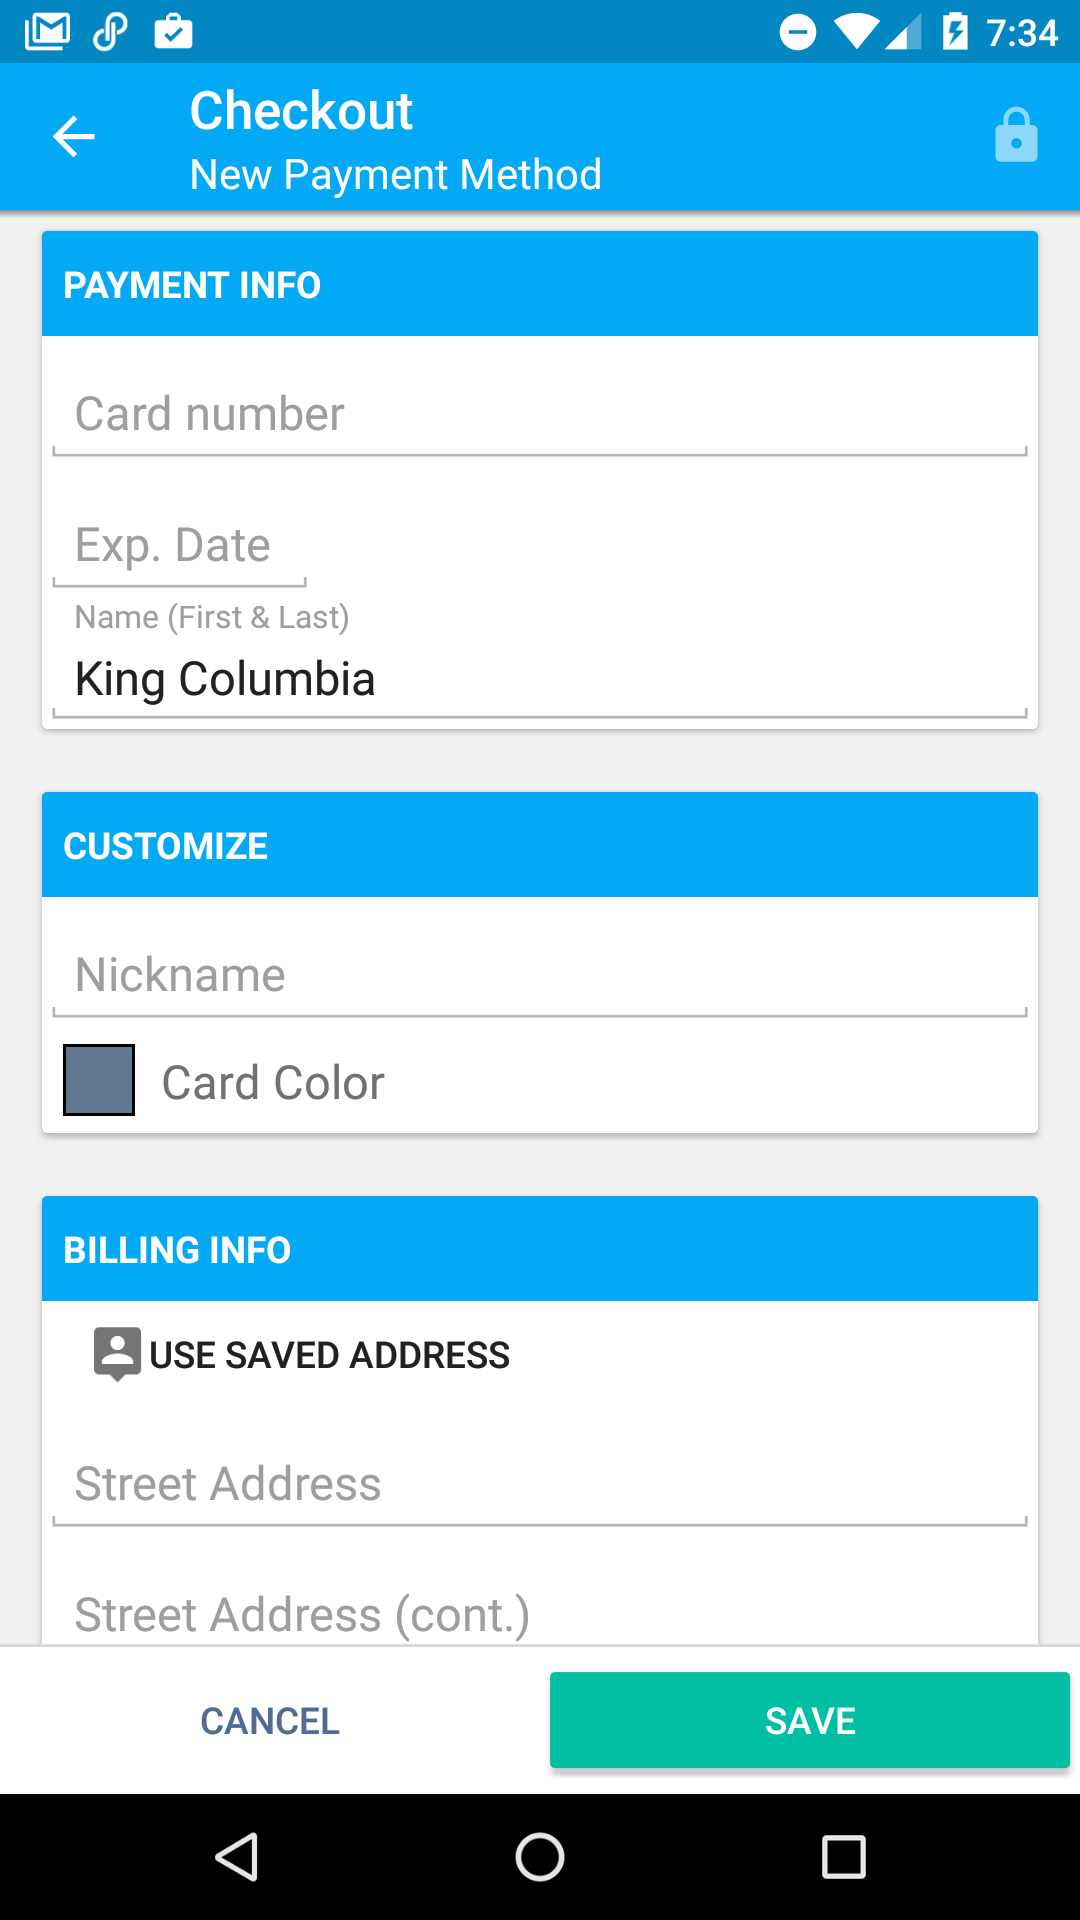 7:34
Checkout
New Payment Method
PAYMENT INFO
Card number
Exp. Date
Name (First & Last)
King Columbia
CUSTOMIZE
Nickname
Card Color
BILLING INFO
USE SAVED ADDRESS
Street Address
Street Address (cont.)
CANCEL
SAVE